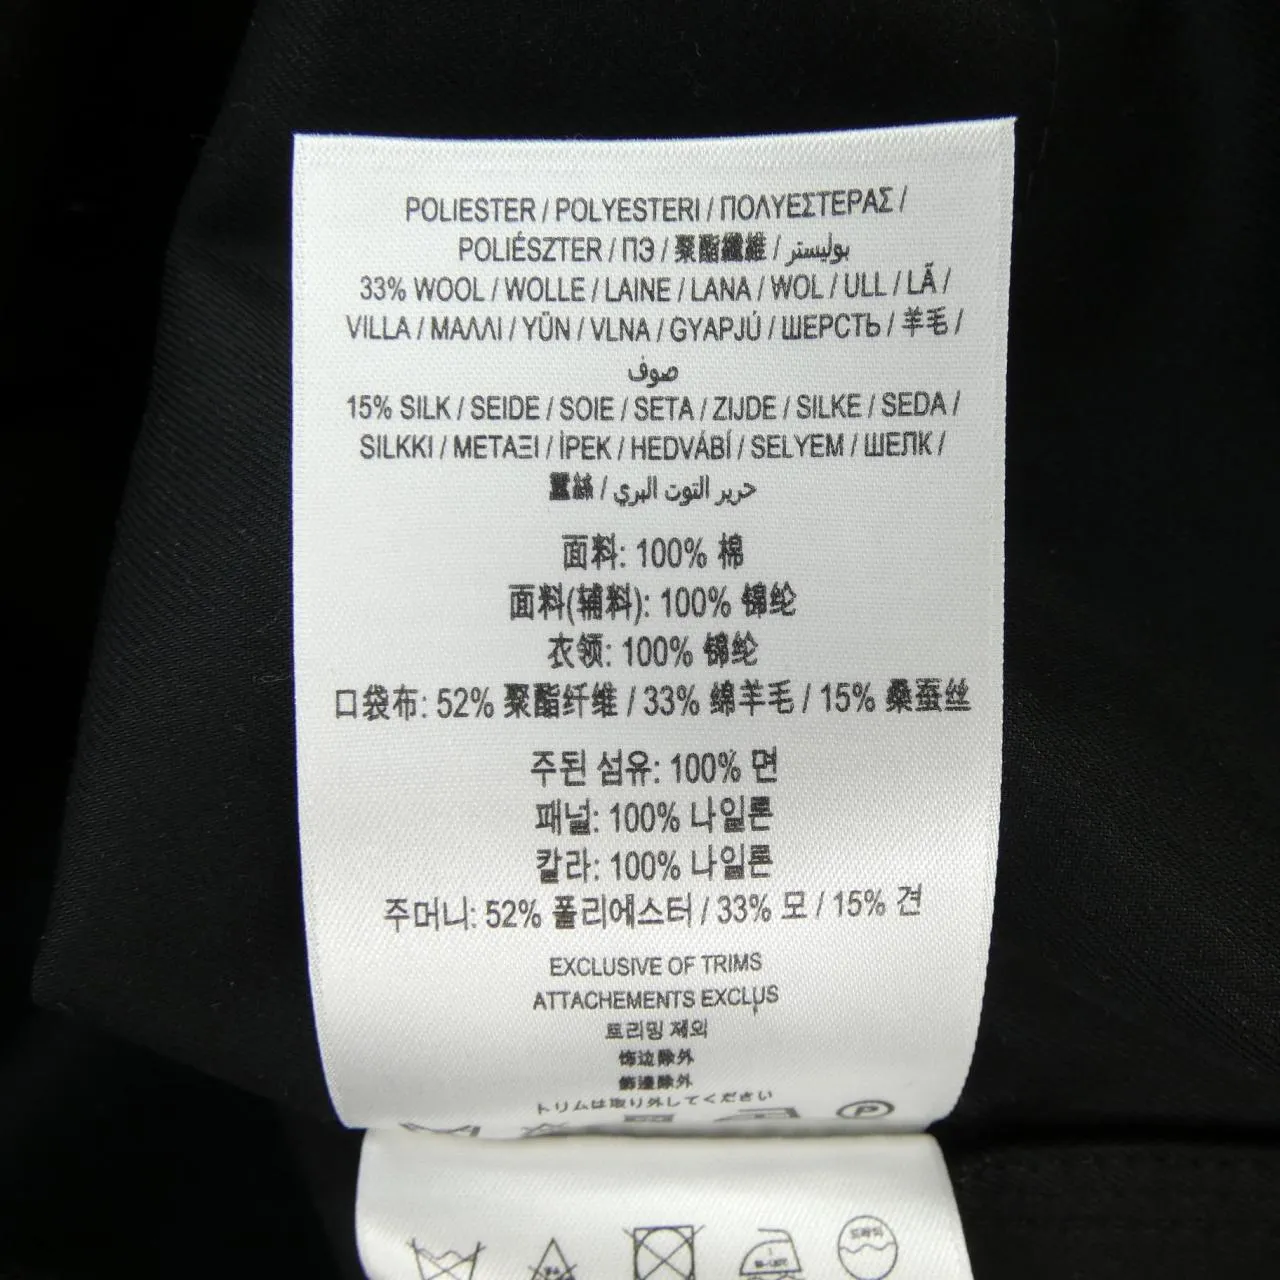 POLIESTER / POLYESTERI / ΠΟΛΥΕΣΤΕΡΑΣ /
POLIÉSZTER / ПЭ / 聚酯纖維 / بوليستر
33% WOOL / WOLLE / LAINE / LANA / WOL / ULL / LÃ /
VILLA / ΜΑΛΛΙ / YÜN / VLNA / GYAPJÚ / ШЕРСТЬ / 羊毛 /
صوف
15% SILK / SEIDE / SOIE / SETA / ZIJDE / SILKE / SEDA /
SILKKI / ΜΕΤΑΞΙ / İPEK / HEDVÁBÍ / SELYEM / ШЕЛК /
蠶絲 / حرير التوت البري
面料: 100% 棉
面料(辅料): 100% 锦纶
衣领: 100% 锦纶
口袋布: 52% 聚酯纤维 / 33% 绵羊毛 / 15% 桑蚕丝
주된 섬유: 100% 면
패널: 100% 나일론
칼라: 100% 나일론
주머니: 52% 폴리에스터 / 33% 모 / 15% 견
EXCLUSIVE OF TRIMS
ATTACHEMENTS EXCLUS
트리밍 제외
饰边除外
飾邊除外
トリムは取り外してください
P
드라이